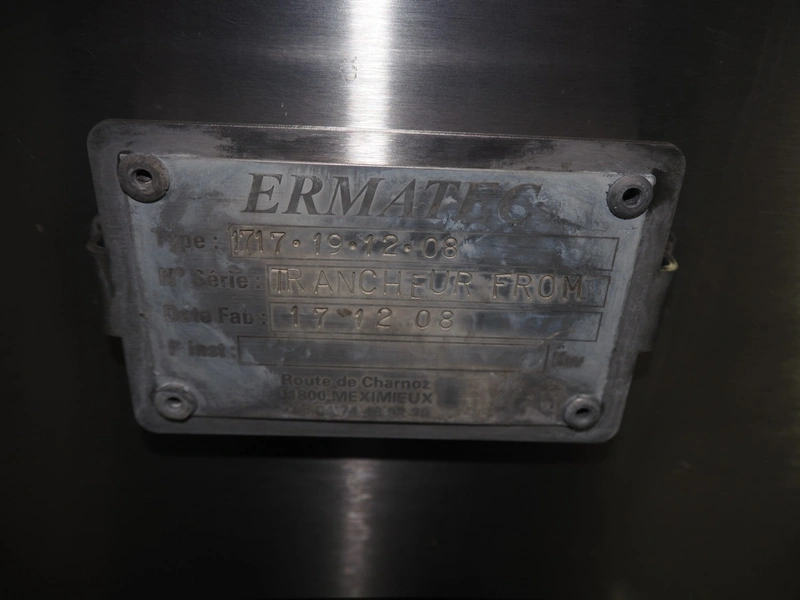 ERMATEC
Type : 1717•19•12•08
N° Série : TRANCHEUR FROM
Date Fab : 17 12 08
P inst :
Route de Charnoz
01800 MEXIMIEUX